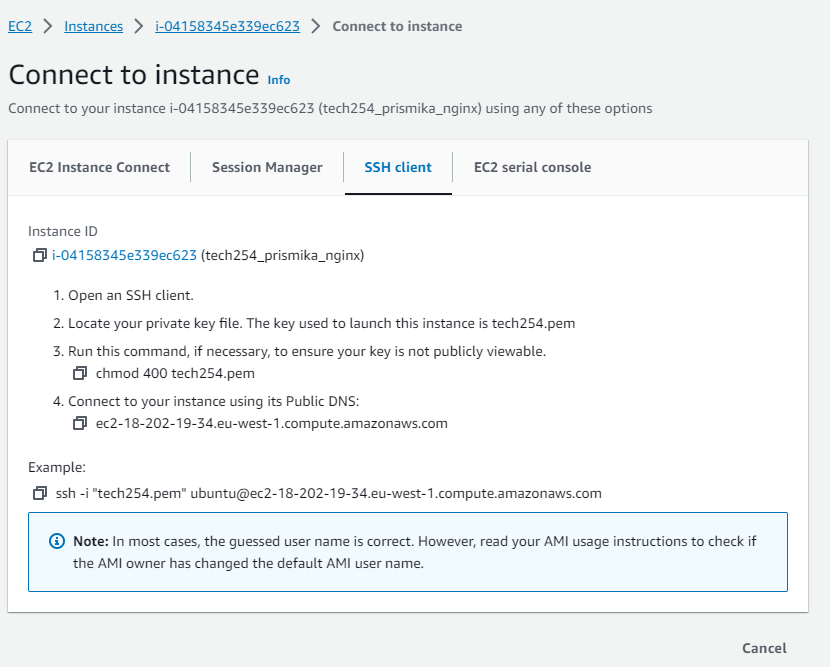 EC2 > Instances > i-04158345e339ec623 > Connect to instance
Connect to instance Info
Connect to your instance i-04158345e339ec623 (tech254_prismika_nginx) using any of these options
EC2 Instance Connect Session Manager SSH client EC2 serial console
Instance ID
i-04158345e339ec623 (tech254_prismika_nginx)
1. Open an SSH client.
2. Locate your private key file. The key used to launch this instance is tech254.pem
3. Run this command, if necessary, to ensure your key is not publicly viewable.
chmod 400 tech254.pem
4. Connect to your instance using its Public DNS:
ec2-18-202-19-34.eu-west-1.compute.amazonaws.com
Example:
ssh -i "tech254.pem" ubuntu@ec2-18-202-19-34.eu-west-1.compute.amazonaws.com
Note: In most cases, the guessed user name is correct. However, read your AMI usage instructions to check if
the AMI owner has changed the default AMI user name.
Cancel